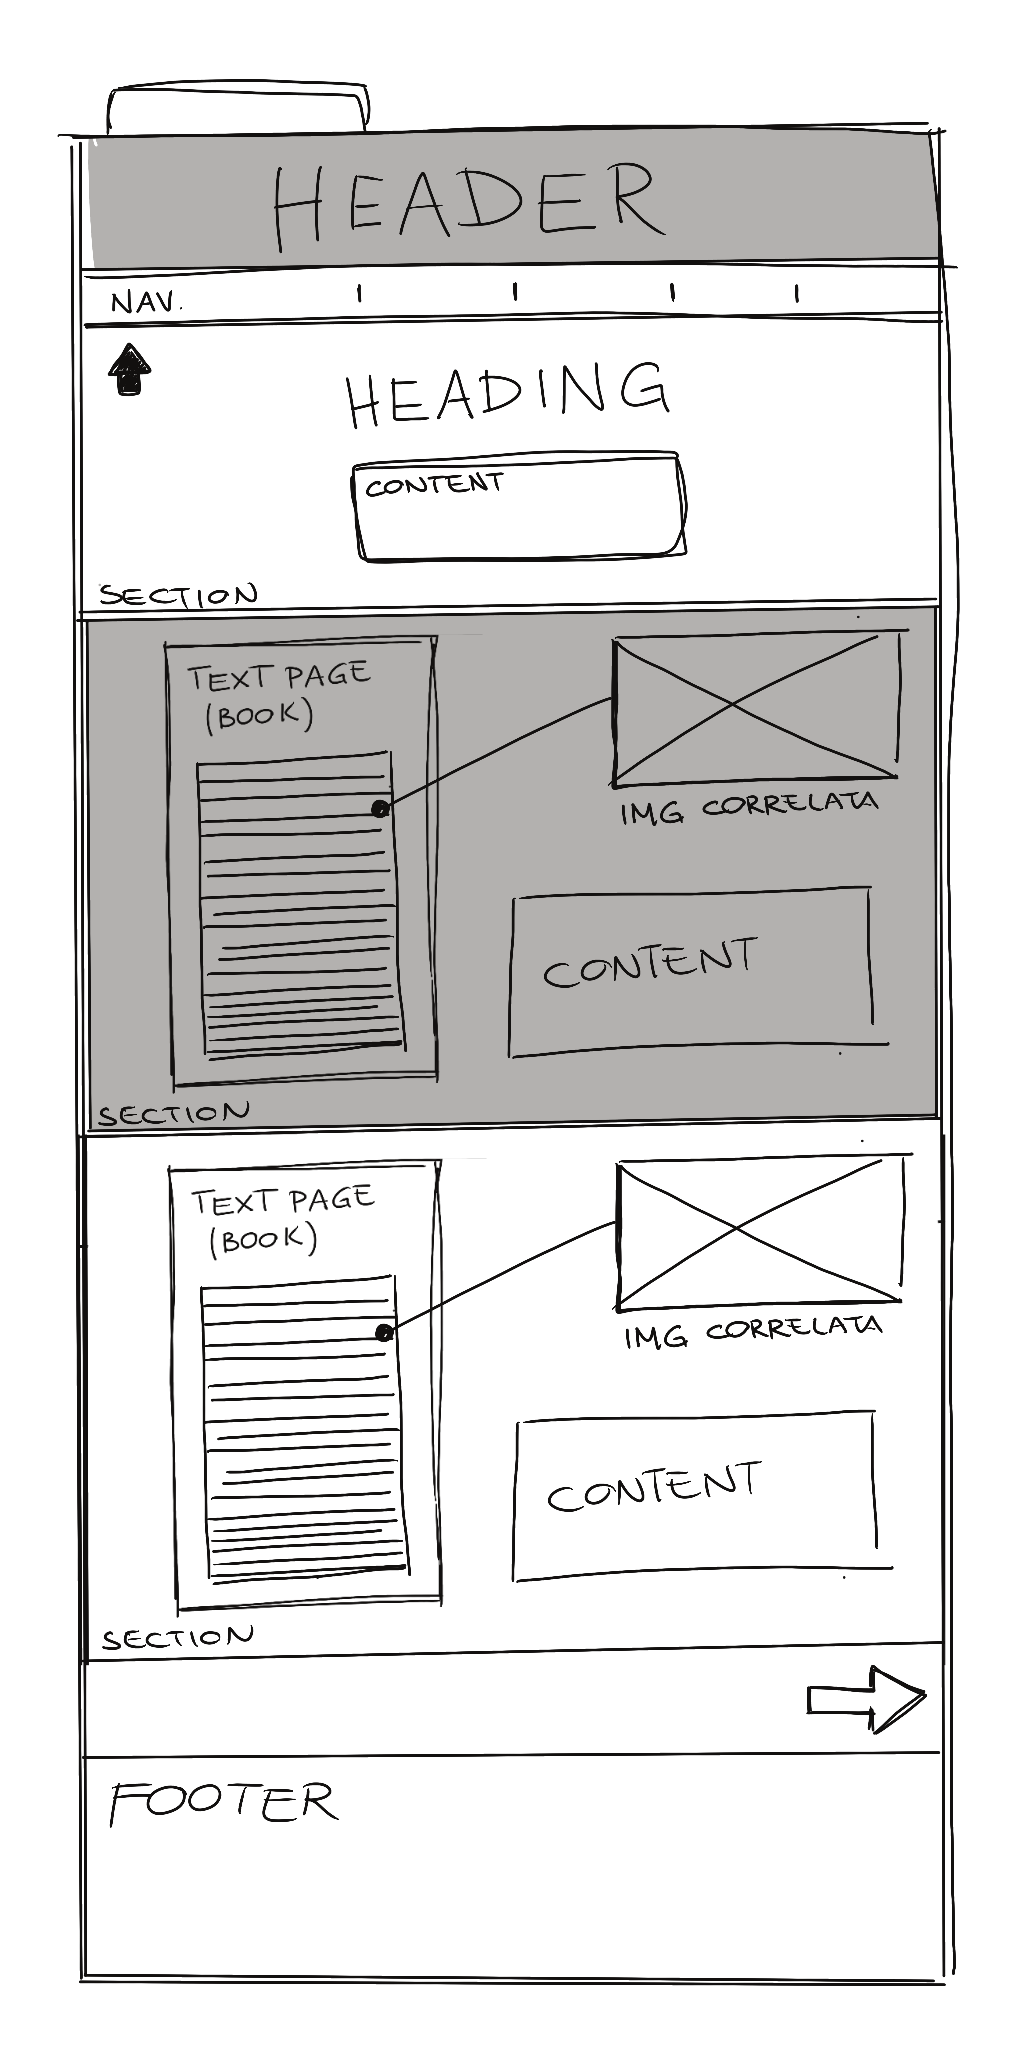 HEADER
NAV.
HEADING
CONTENT
SECTION
TEXT PAGE
(BOOK)
IMG CORRELATA
CONTENT
SECTION
TEXT PAGE
(BOOK)
IMG CORRELATA
CONTENT
SECTION
FOOTER